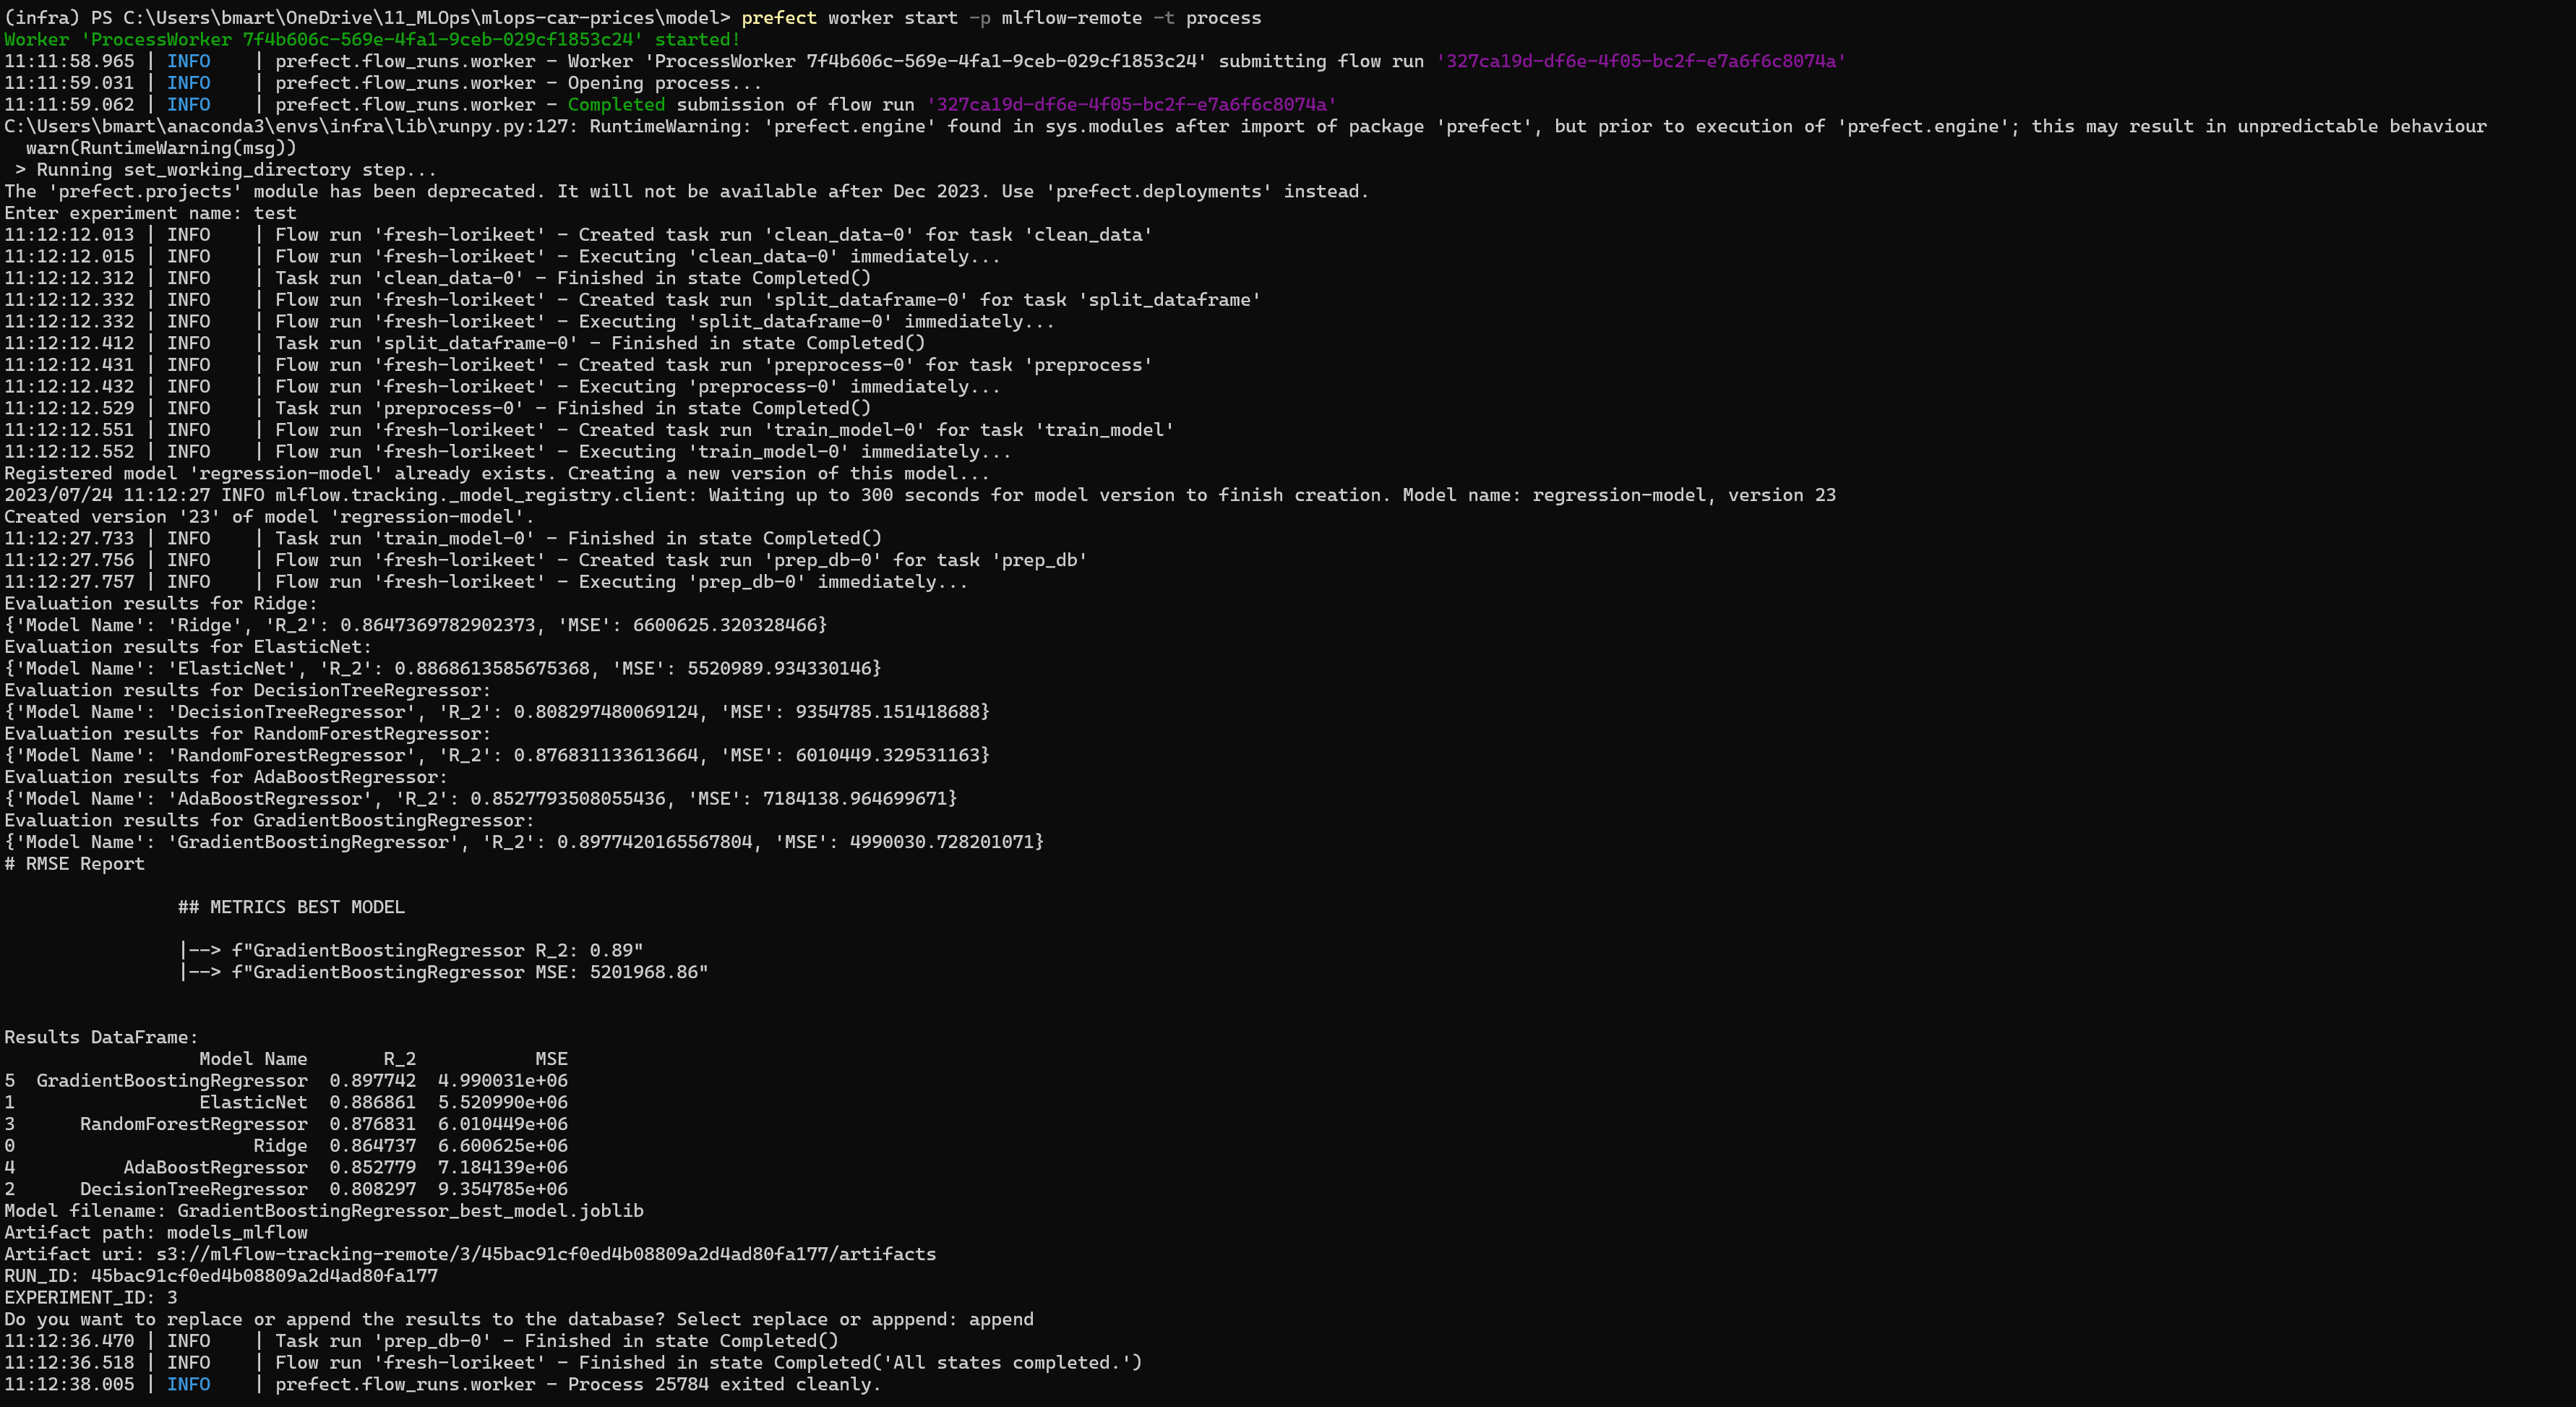 (infra) PS C:\Users\bmart\OneDrive\11_MLOps\mlops-car-prices\model> prefect worker start -p mlflow-remote -t process
Worker 'ProcessWorker 7f4b606c-569e-4fa1-9ceb-029cf1853c24' started!
11:11:58.965 | INFO    | prefect.flow_runs.worker - Worker 'ProcessWorker 7f4b606c-569e-4fa1-9ceb-029cf1853c24' submitting flow run '327ca19d-df6e-4f05-bc2f-e7a6f6c8074a'
11:11:59.031 | INFO    | prefect.flow_runs.worker - Opening process...
11:11:59.062 | INFO    | prefect.flow_runs.worker - Completed submission of flow run '327ca19d-df6e-4f05-bc2f-e7a6f6c8074a'
C:\Users\bmart\anaconda3\envs\infra\lib\runpy.py:127: RuntimeWarning: 'prefect.engine' found in sys.modules after import of package 'prefect', but prior to execution of 'prefect.engine'; this may result in unpredictable behaviour
  warn(RuntimeWarning(msg))
 > Running set_working_directory step...
The 'prefect.projects' module has been deprecated. It will not be available after Dec 2023. Use 'prefect.deployments' instead.
Enter experiment name: test
11:12:12.013 | INFO    | Flow run 'fresh-lorikeet' - Created task run 'clean_data-0' for task 'clean_data'
11:12:12.015 | INFO    | Flow run 'fresh-lorikeet' - Executing 'clean_data-0' immediately...
11:12:12.312 | INFO    | Task run 'clean_data-0' - Finished in state Completed()
11:12:12.332 | INFO    | Flow run 'fresh-lorikeet' - Created task run 'split_dataframe-0' for task 'split_dataframe'
11:12:12.332 | INFO    | Flow run 'fresh-lorikeet' - Executing 'split_dataframe-0' immediately...
11:12:12.412 | INFO    | Task run 'split_dataframe-0' - Finished in state Completed()
11:12:12.431 | INFO    | Flow run 'fresh-lorikeet' - Created task run 'preprocess-0' for task 'preprocess'
11:12:12.432 | INFO    | Flow run 'fresh-lorikeet' - Executing 'preprocess-0' immediately...
11:12:12.529 | INFO    | Task run 'preprocess-0' - Finished in state Completed()
11:12:12.551 | INFO    | Flow run 'fresh-lorikeet' - Created task run 'train_model-0' for task 'train_model'
11:12:12.552 | INFO    | Flow run 'fresh-lorikeet' - Executing 'train_model-0' immediately...
Registered model 'regression-model' already exists. Creating a new version of this model...
2023/07/24 11:12:27 INFO mlflow.tracking._model_registry.client: Waiting up to 300 seconds for model version to finish creation. Model name: regression-model, version 23
Created version '23' of model 'regression-model'.
11:12:27.733 | INFO    | Task run 'train_model-0' - Finished in state Completed()
11:12:27.756 | INFO    | Flow run 'fresh-lorikeet' - Created task run 'prep_db-0' for task 'prep_db'
11:12:27.757 | INFO    | Flow run 'fresh-lorikeet' - Executing 'prep_db-0' immediately...
Evaluation results for Ridge:
{'Model Name': 'Ridge', 'R_2': 0.8647369782902373, 'MSE': 6600625.320328466}
Evaluation results for ElasticNet:
{'Model Name': 'ElasticNet', 'R_2': 0.8868613585675368, 'MSE': 5520989.934330146}
Evaluation results for DecisionTreeRegressor:
{'Model Name': 'DecisionTreeRegressor', 'R_2': 0.808297480069124, 'MSE': 9354785.151418688}
Evaluation results for RandomForestRegressor:
{'Model Name': 'RandomForestRegressor', 'R_2': 0.876831133613664, 'MSE': 6010449.329531163}
Evaluation results for AdaBoostRegressor:
{'Model Name': 'AdaBoostRegressor', 'R_2': 0.8527793508055436, 'MSE': 7184138.964699671}
Evaluation results for GradientBoostingRegressor:
{'Model Name': 'GradientBoostingRegressor', 'R_2': 0.8977420165567804, 'MSE': 4990030.728201071}
# RMSE Report
## METRICS BEST MODEL
|--> f"GradientBoostingRegressor R_2: 0.89"
|--> f"GradientBoostingRegressor MSE: 5201968.86"
Results DataFrame:
                  Model Name       R_2           MSE
5  GradientBoostingRegressor  0.897742  4.990031e+06
1                 ElasticNet  0.886861  5.520990e+06
3      RandomForestRegressor  0.876831  6.010449e+06
0                      Ridge  0.864737  6.600625e+06
4          AdaBoostRegressor  0.852779  7.184139e+06
2      DecisionTreeRegressor  0.808297  9.354785e+06
Model filename: GradientBoostingRegressor_best_model.joblib
Artifact path: models_mlflow
Artifact uri: s3://mlflow-tracking-remote/3/45bac91cf0ed4b08809a2d4ad80fa177/artifacts
RUN_ID: 45bac91cf0ed4b08809a2d4ad80fa177
EXPERIMENT_ID: 3
Do you want to replace or append the results to the database? Select replace or apppend: append
11:12:36.470 | INFO    | Task run 'prep_db-0' - Finished in state Completed()
11:12:36.518 | INFO    | Flow run 'fresh-lorikeet' - Finished in state Completed('All states completed.')
11:12:38.005 | INFO    | prefect.flow_runs.worker - Process 25784 exited cleanly.